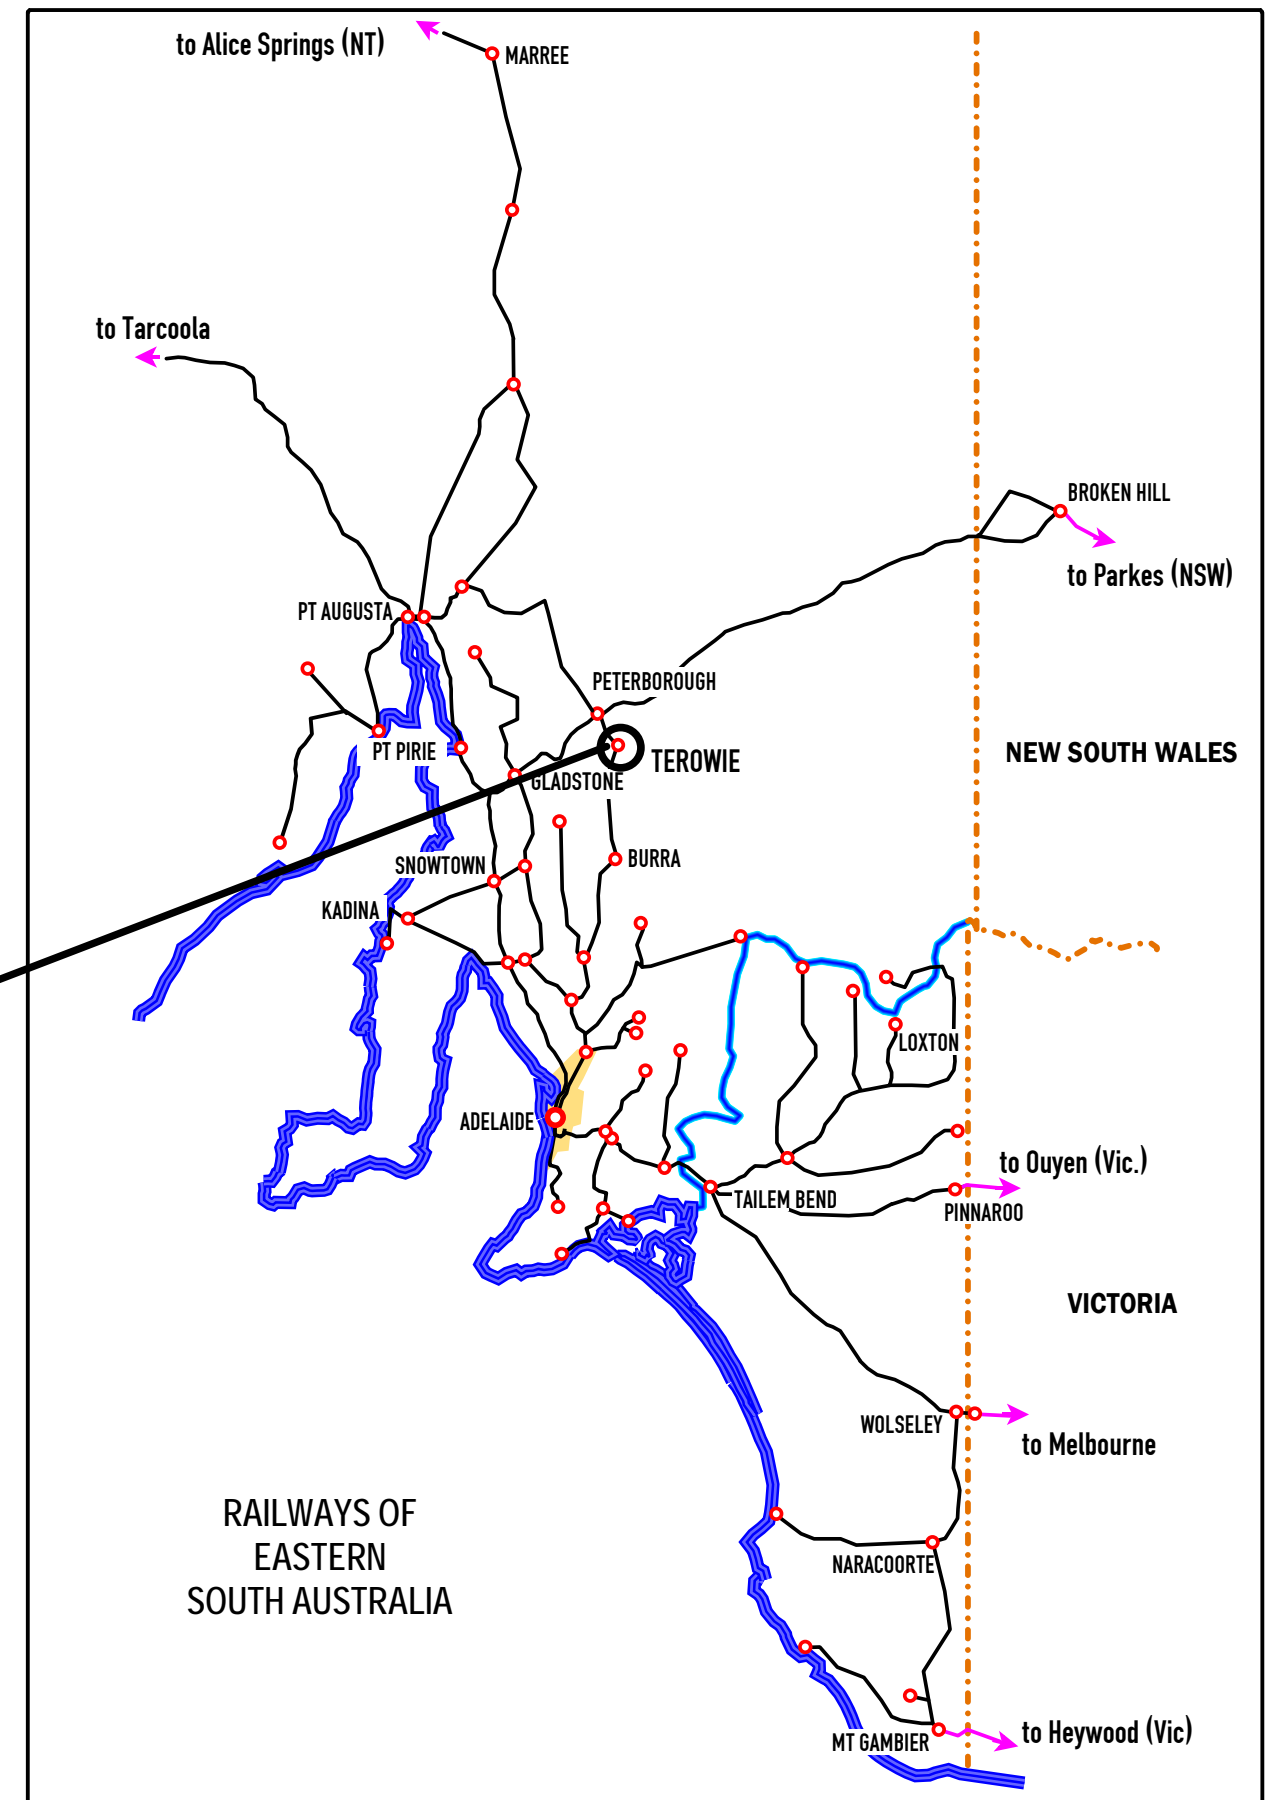 to Alice Springs (NT)
MARREE
to Tarcoola
BROKEN HILL
to Parkes (NSW)
PT AUGUSTA
PETERBOROUGH
PT PIRIE
TEROWIE
NEW SOUTH WALES
GLADSTONE
SNOWTOWN
BURRA
KADINA
LOXTON
ADELAIDE
to Ouyen (Vic.)
TAILEM BEND
PINNAROO
VICTORIA
WOLSELEY
to Melbourne
RAILWAYS OF
EASTERN
SOUTH AUSTRALIA
NARACOORTE
MT GAMBIER
to Heywood (Vic)